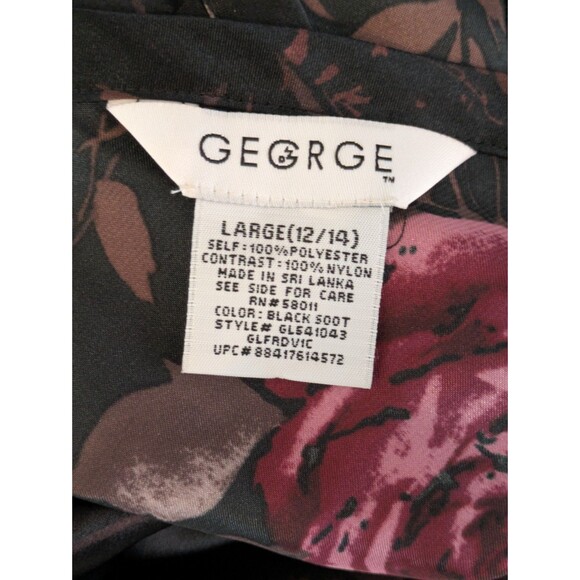 GEORGE
TM
LARGE(12/14)
SELF:100%POLYESTER
CONTRAST:100%NYLON
MADE IN SRI LANKA
SEE SIDE FOR CARE
RN#58011
COLOR:BLACK SOOT
STYLE# GL541043
GLFRDV1C
UPC#88417614572